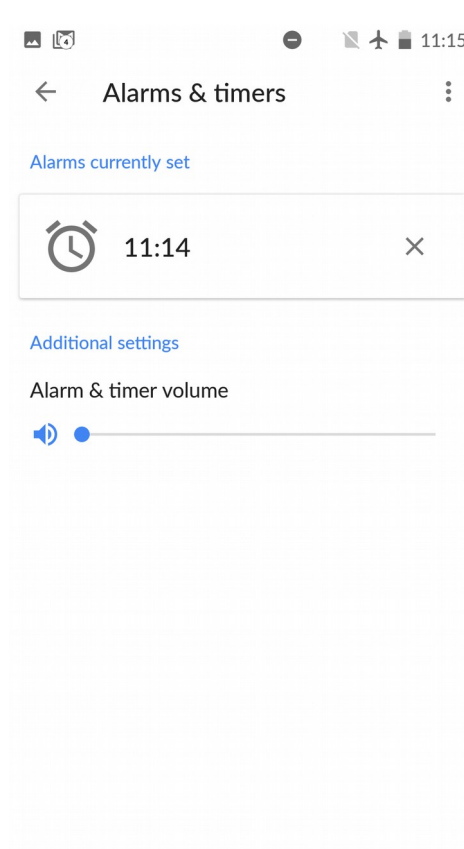 11:15
Alarms & timers
Alarms currently set
11:14
Additional settings
Alarm & timer volume